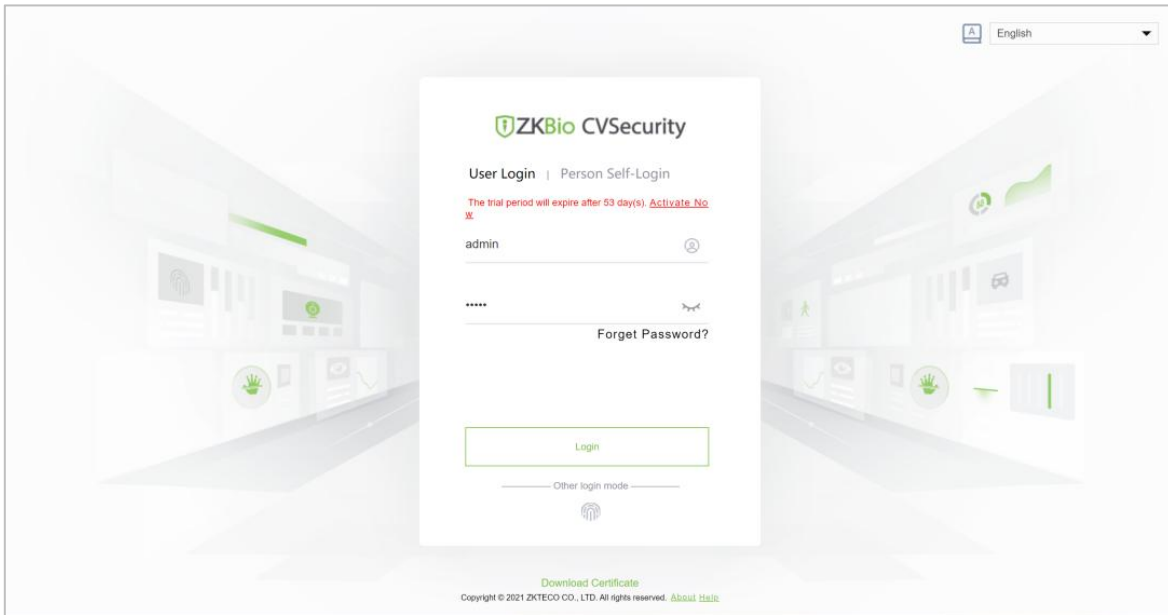 A
English
ZKBio CVSecurity
User Login | Person Self-Login
The trial period will expire after 53 day(s). Activate No
w
admin
•••••
Forget Password?
Login
Other login mode
Download Certificate
Copyright © 2021 ZKTECO CO., LTD. All rights reserved. About Help